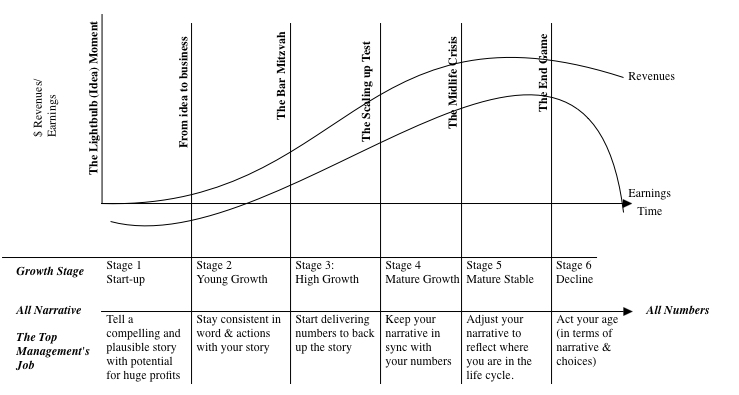 $ Revenues/
Earnings
The Lightbulb (Idea) Moment
From idea to business
The Bar Mitzvah
The Scaling up Test
The Midlife Crisis
The End Game
Revenues
Earnings
Time
Growth Stage
Stage 1
Start-up
Stage 2
Young Growth
Stage 3:
High Growth
Stage 4
Mature Growth
Stage 5
Mature Stable
Stage 6
Decline
All Narrative
All Numbers
The Top
Management's
Job
Tell a
compelling and
plausible story
with potential
for huge profits
Stay consistent in
word & actions
with your story
Start delivering
numbers to back
up the story
Keep your
narrative in
sync with
your numbers
Adjust your
narrative to
reflect where
you are in the
life cycle.
Act your age
(in terms of
narrative &
choices)